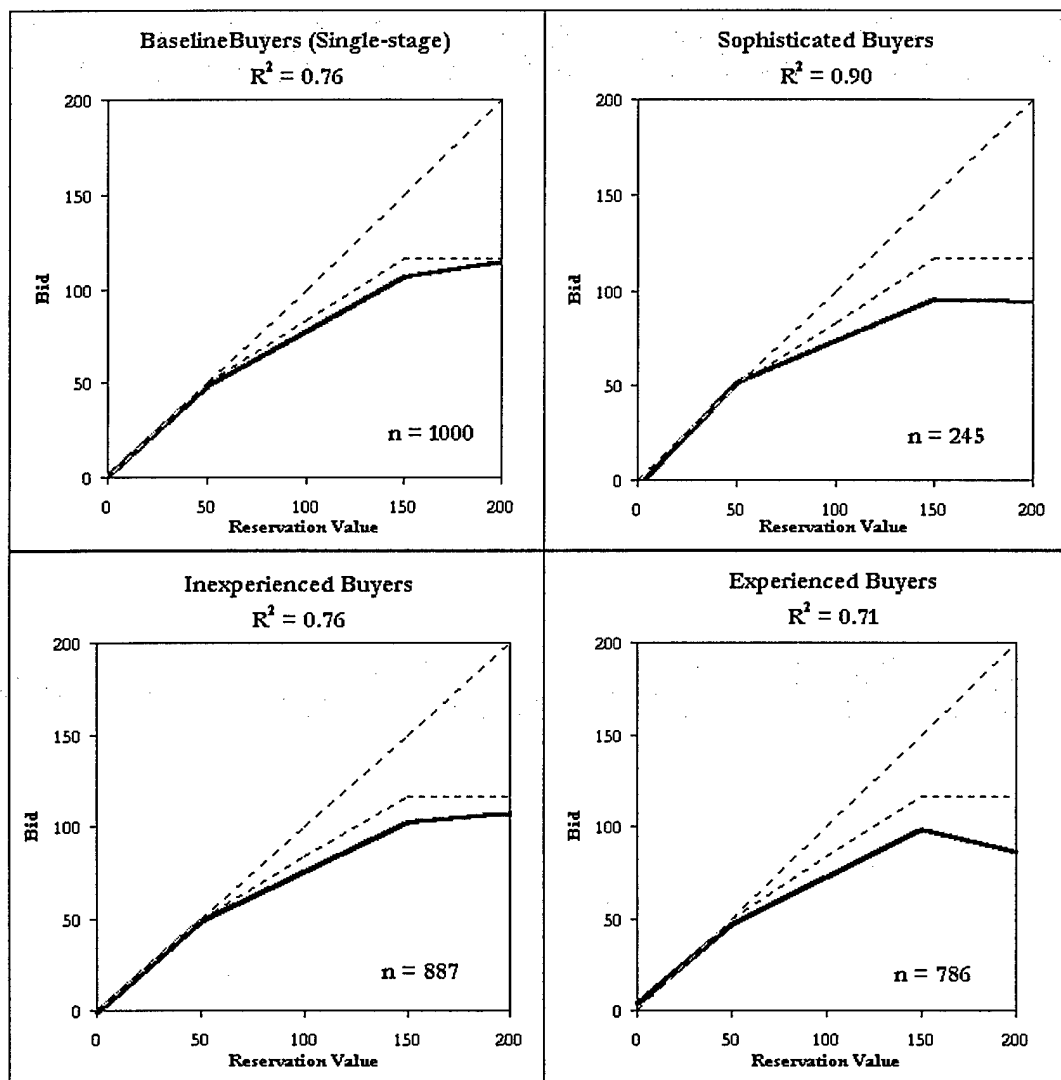 BaselineBuyers (Single-stage)
R² = 0.76
200
150
100
50
0
Bid
n = 1000
0 50 100 150 200
Reservation Value
Sophisticated Buyers
R² = 0.90
200
150
100
50
0
Bid
n = 245
0 50 100 150 200
Reservation Value
Inexperienced Buyers
R² = 0.76
200
150
100
50
0
Bid
n = 887
0 50 100 150 200
Reservation Value
Experienced Buyers
R² = 0.71
200
150
100
50
0
Bid
n = 786
0 50 100 150 200
Reservation Value